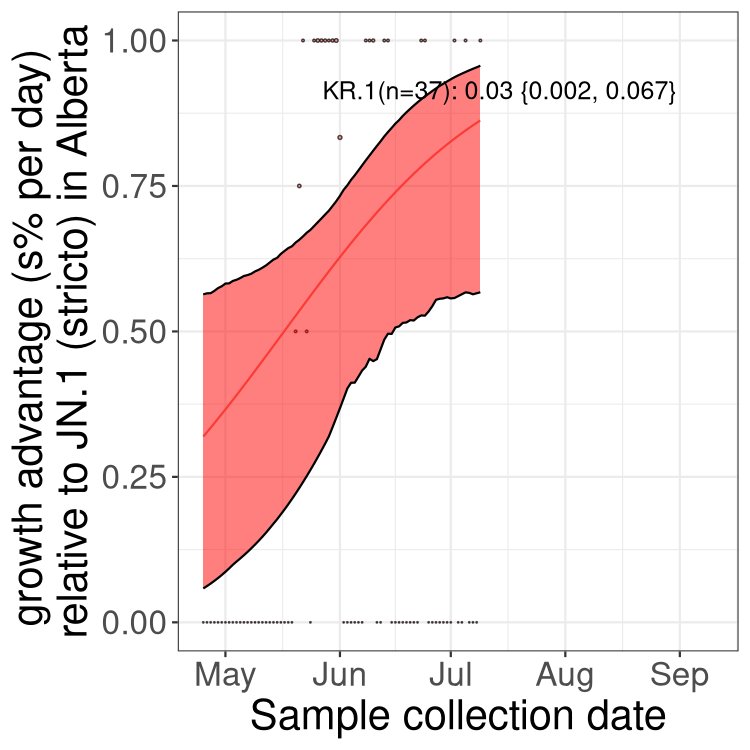 growth advantage (s% per day)
relative to JN.1 (stricto) in Alberta
1.00
0.75
0.50
0.25
0.00
KR.1(n=37): 0.03 {0.002, 0.067}
May Jun Jul Aug Sep
Sample collection date